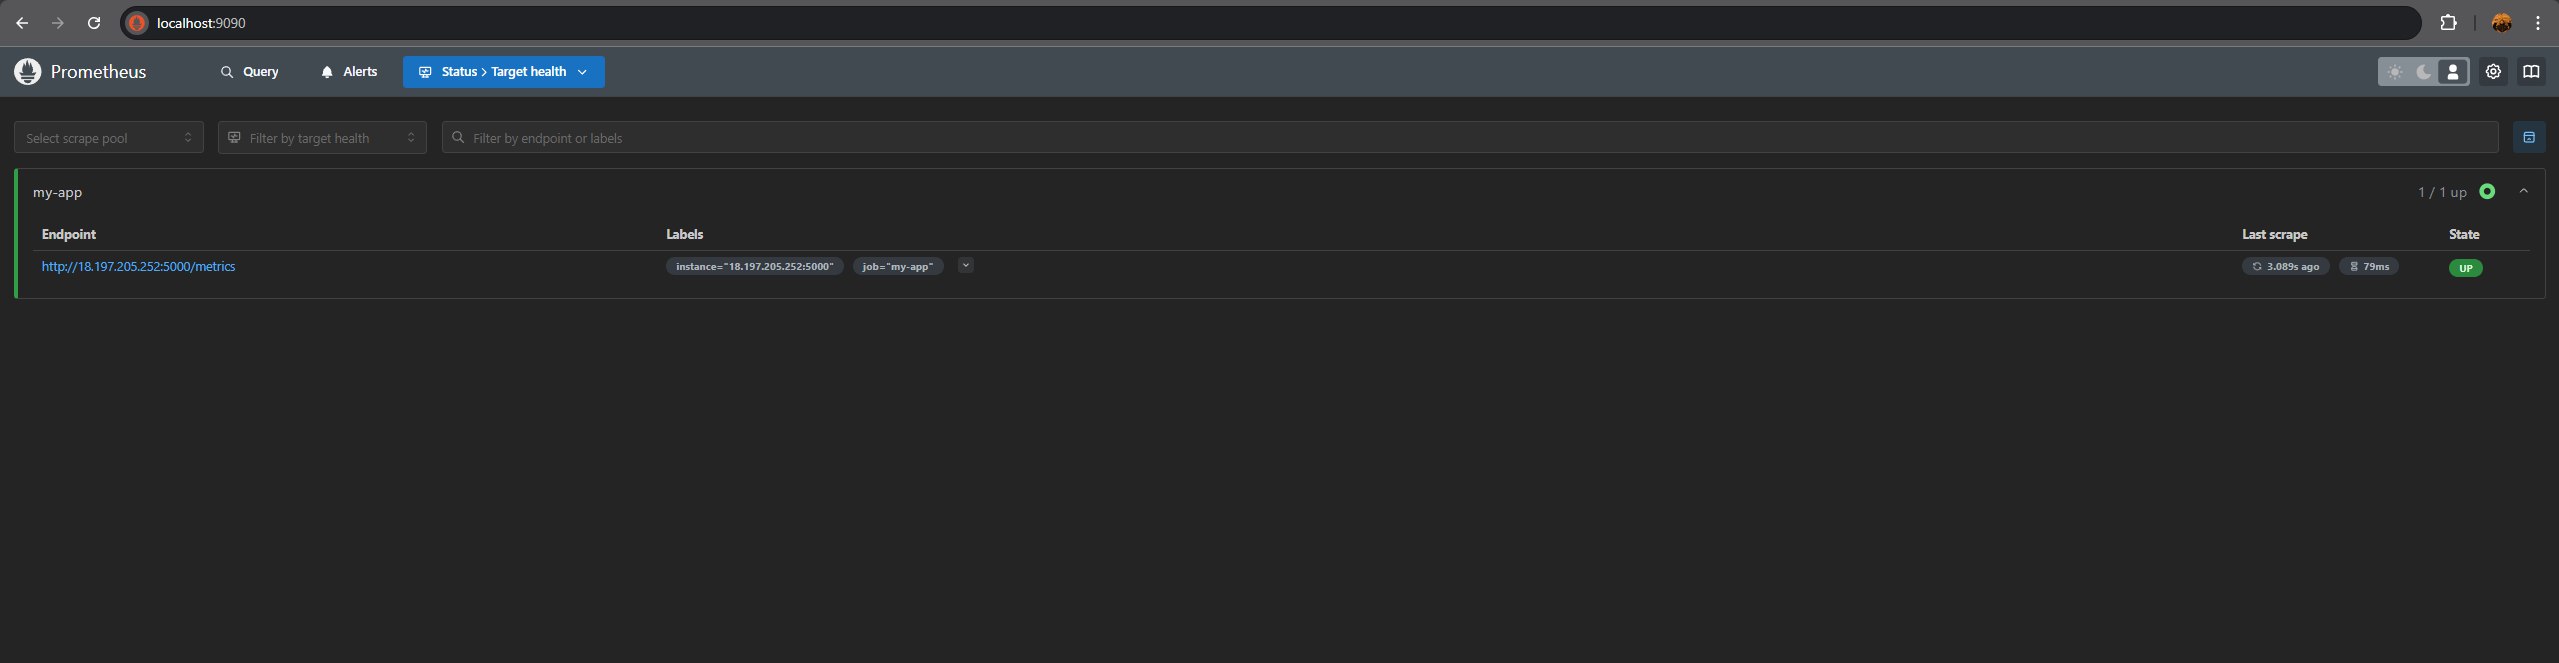 localhost:9090
Prometheus Query Alerts Status > Target health
Select scrape pool Filter by target health Filter by endpoint or labels
my-app 1 / 1 up
Endpoint Labels Last scrape State
http://18.197.205.252:5000/metrics instance="18.197.205.252:5000" job="my-app" 3.089s ago 79ms UP